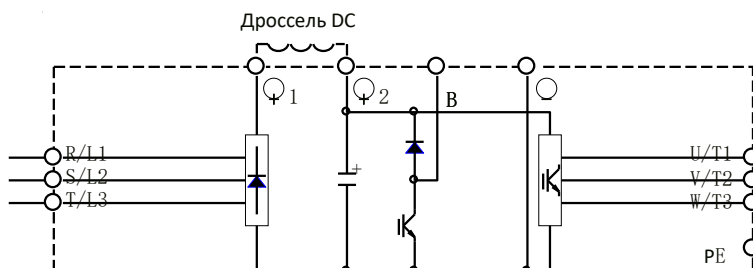 Дроссель DC
⊕1
⊕2
B
⊖
R/L1
S/L2
T/L3
+
U/T1
V/T2
W/T3
PE